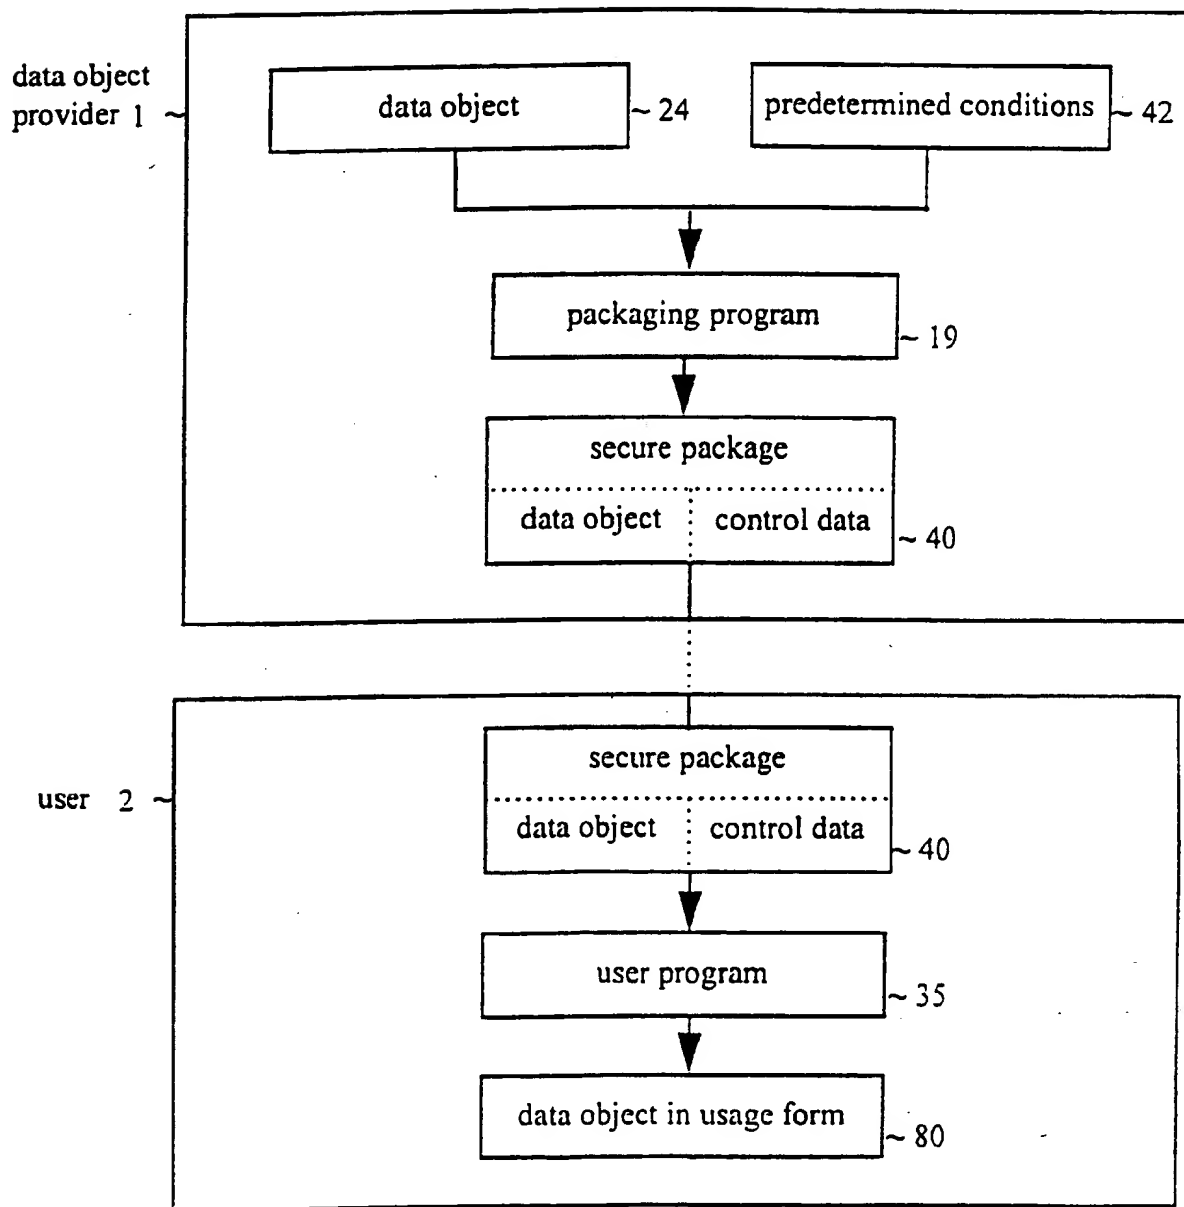 data object
provider 1 ~
data object
~ 24
predetermined conditions
~ 42
packaging program
~ 19
secure package
data object
control data
~ 40
user 2 ~
secure package
data object
control data
~ 40
user program
~ 35
data object in usage form
~ 80